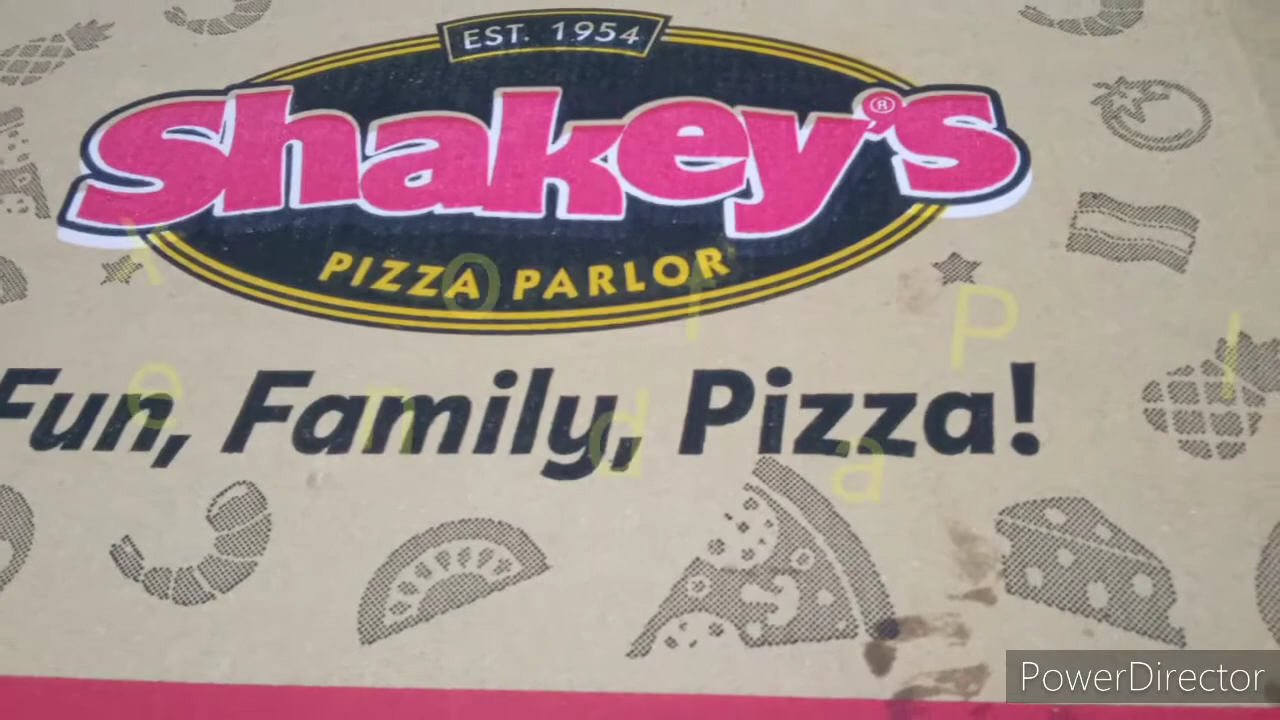 EST. 1954
Shakey's®
PIZZA PARLOR
Fun, Family, Pizza!
PowerDirector